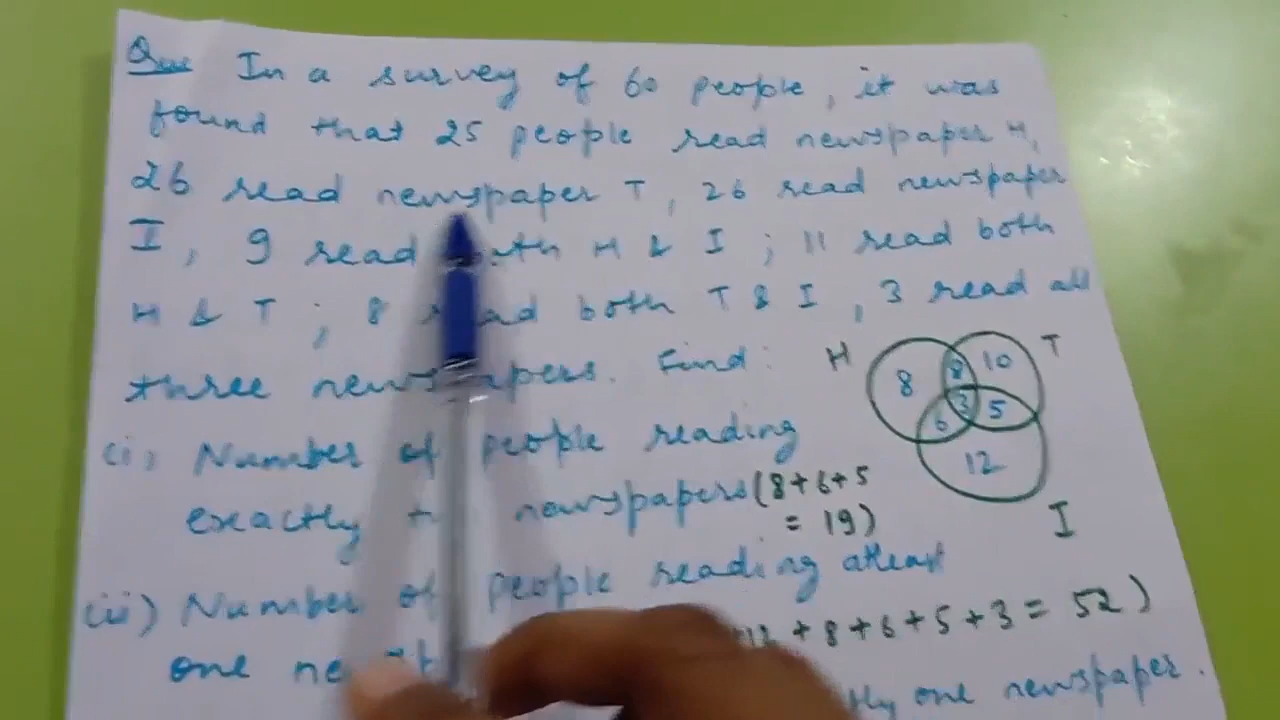 Que In a survey of 60 people, it was
found that 25 people read newspaper H,
26 read newspaper T, 26 read newspaper
I, 9 read both H & I ; 11 read both
H & T ; 8 read both T & I, 3 read all
three newspapers. Find :
H
T
8
8
10
3
6
5
12
I
(i) Number of people reading
exactly newspapers (8+6+5
= 19)
(ii) Number of people reading atleast
one + 8 + 6 + 5 + 3 = 52)
one newspaper.